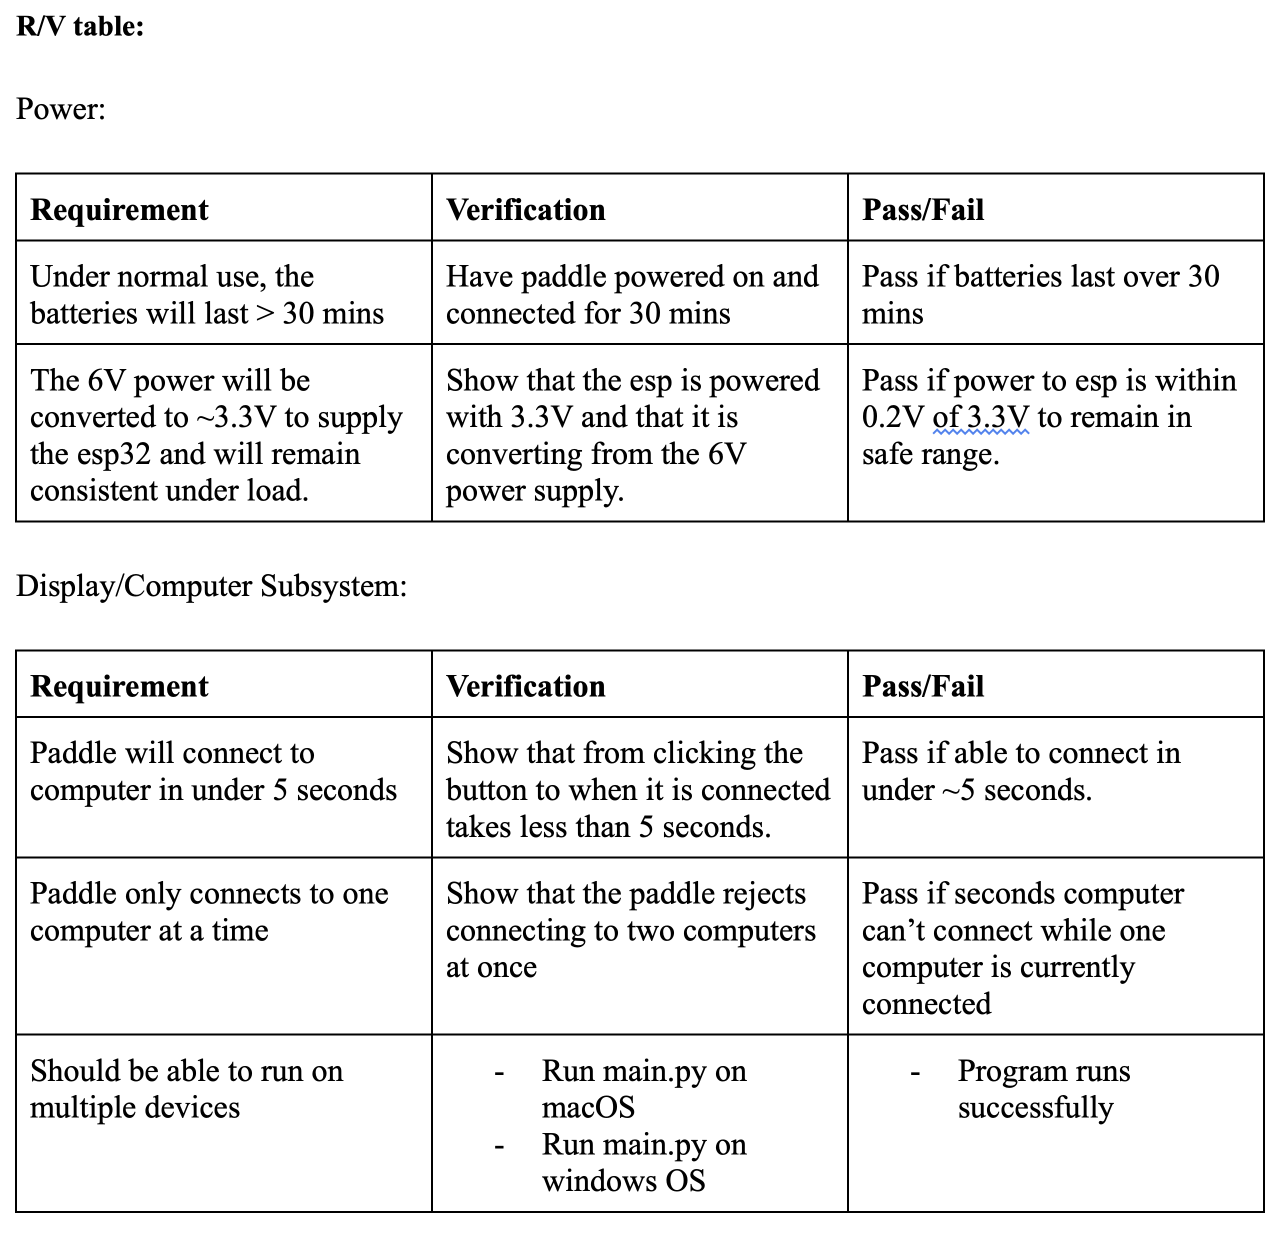 R/V table:
Power:
Requirement
Verification
Pass/Fail
Under normal use, the
batteries will last > 30 mins
Have paddle powered on and
connected for 30 mins
Pass if batteries last over 30
mins
The 6V power will be
converted to ~3.3V to supply
the esp32 and will remain
consistent under load.
Show that the esp is powered
with 3.3V and that it is
converting from the 6V
power supply.
Pass if power to esp is within
0.2V of 3.3V to remain in
safe range.
Display/Computer Subsystem:
Requirement
Verification
Pass/Fail
Paddle will connect to
computer in under 5 seconds
Show that from clicking the
button to when it is connected
takes less than 5 seconds.
Pass if able to connect in
under ~5 seconds.
Paddle only connects to one
computer at a time
Show that the paddle rejects
connecting to two computers
at once
Pass if seconds computer
can’t connect while one
computer is currently
connected
Should be able to run on
multiple devices
- Run main.py on
macOS
- Run main.py on
windows OS
- Program runs
successfully